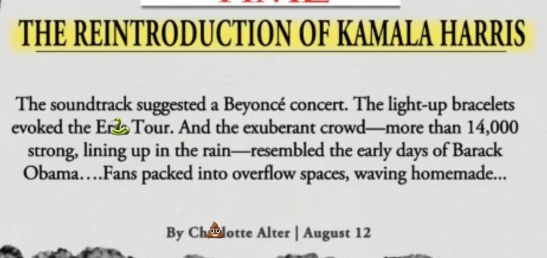 THE REINTRODUCTION OF KAMALA HARRIS
The soundtrack suggested a Beyoncé concert. The light-up bracelets
evoked the Er🐍 Tour. And the exuberant crowd—more than 14,000
strong, lining up in the rain—resembled the early days of Barack
Obama….Fans packed into overflow spaces, waving homemade...
By Ch💩lotte Alter | August 12